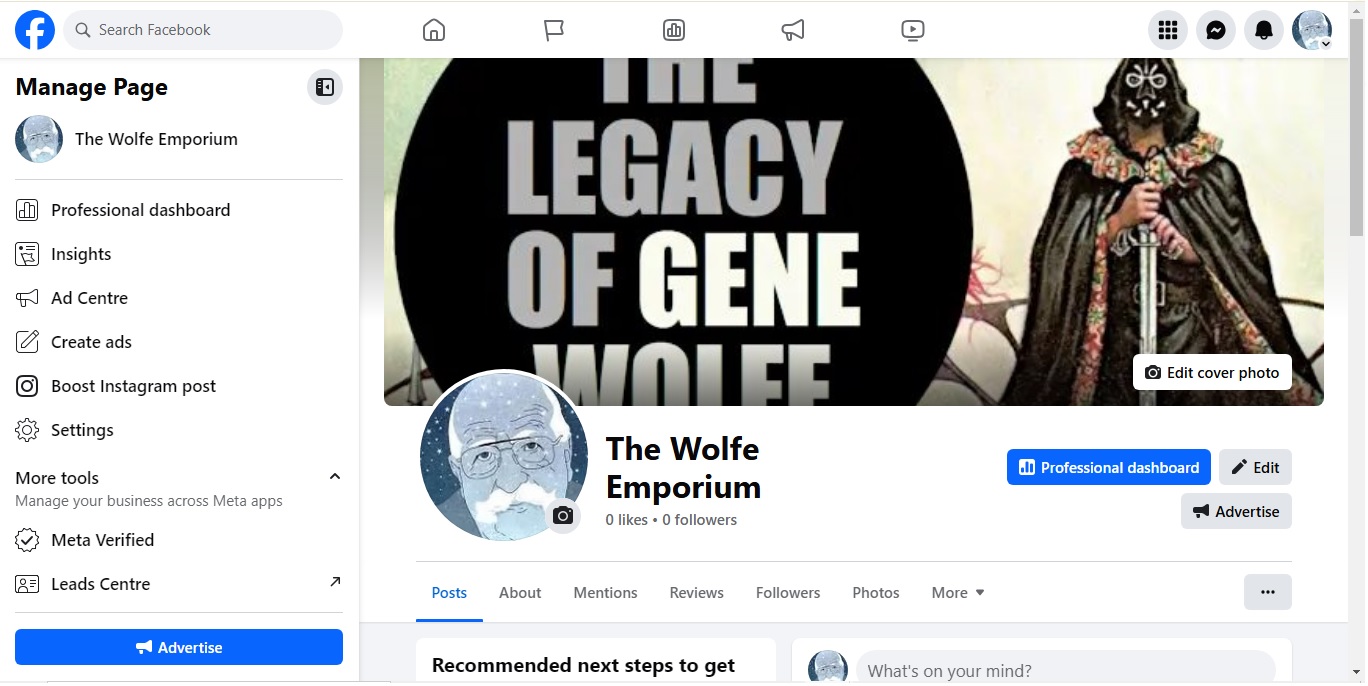 Search Facebook
Manage Page
The Wolfe Emporium
Professional dashboard
Insights
Ad Centre
Create ads
Boost Instagram post
Settings
More tools
Manage your business across Meta apps
Meta Verified
Leads Centre
Advertise
THE
LEGACY
OF GENE
WOLFE
Edit cover photo
The Wolfe
Emporium
0 likes • 0 followers
Professional dashboard
Edit
Advertise
Posts
About
Mentions
Reviews
Followers
Photos
More
Recommended next steps to get
What's on your mind?